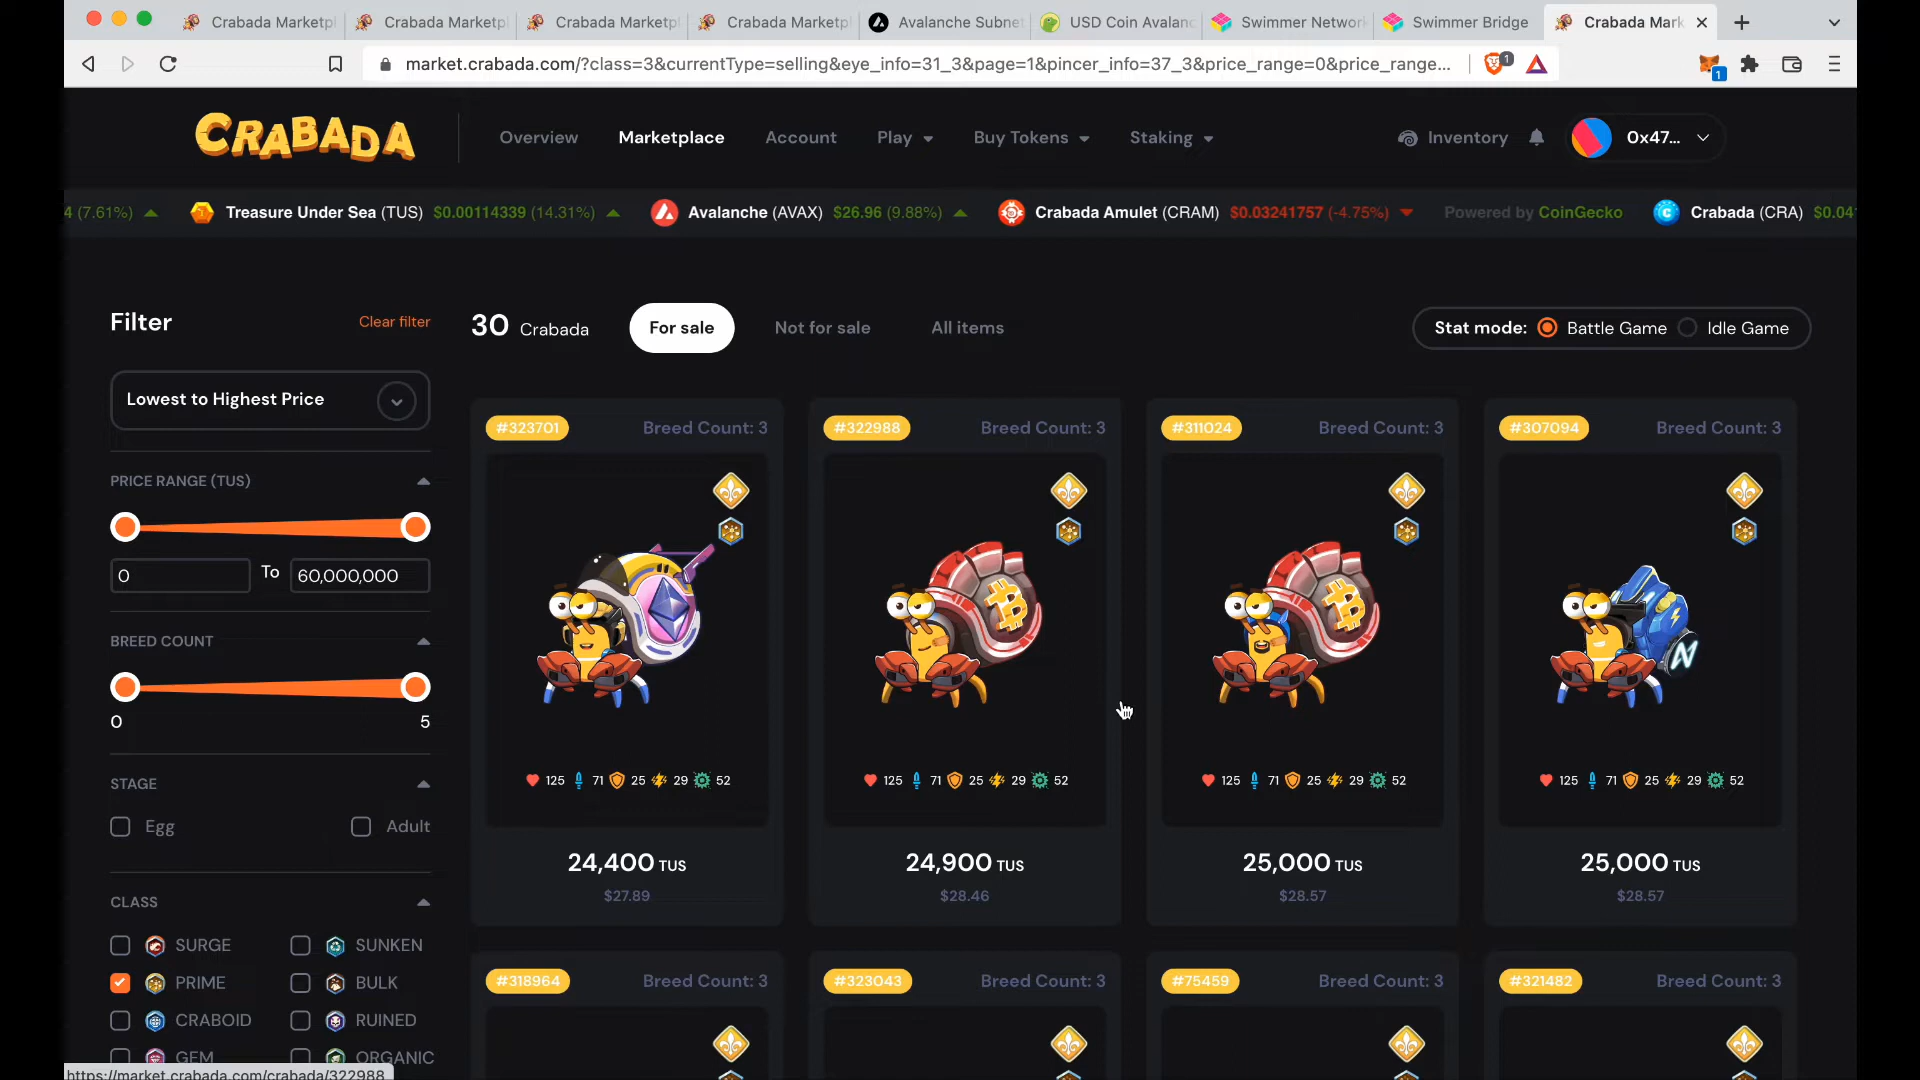 Crabada Marketpl Crabada Marketpl Crabada Marketpl Crabada Marketpl Avalanche Subnet USD Coin Avalanc Swimmer Network Swimmer Bridge Crabada Mark
market.crabada.com/?class=3&currentType=selling&eye_info=31_3&page=1&pincer_info=37_3&price_range=0&price_range... 1 1
CRABADA Overview Marketplace Account Play Buy Tokens Staking Inventory 0x47...
4 (7.61%) Treasure Under Sea (TUS) $0.00114339 (14.31%) Avalanche (AVAX) $26.96 (9.88%) Crabada Amulet (CRAM) $0.03241757 (-4.75%) Powered by CoinGecko Crabada (CRA) $0.041
Filter Clear filter 30 Crabada For sale Not for sale All items Stat mode: Battle Game Idle Game
Lowest to Highest Price
PRICE RANGE (TUS)
0 To 60,000,000
BREED COUNT
0 5
STAGE
Egg Adult
CLASS
SURGE SUNKEN
PRIME BULK
CRABOID RUINED
GEM ORGANIC
#323701 Breed Count: 3 #322988 Breed Count: 3 #311024 Breed Count: 3 #307094 Breed Count: 3
125 71 25 29 52 125 71 25 29 52 125 71 25 29 52 125 71 25 29 52
24,400 TUS 24,900 TUS 25,000 TUS 25,000 TUS
$27.89 $28.46 $28.57 $28.57
#318964 Breed Count: 3 #323043 Breed Count: 3 #75459 Breed Count: 3 #321482 Breed Count: 3
https://market.crabada.com/crabada/322988